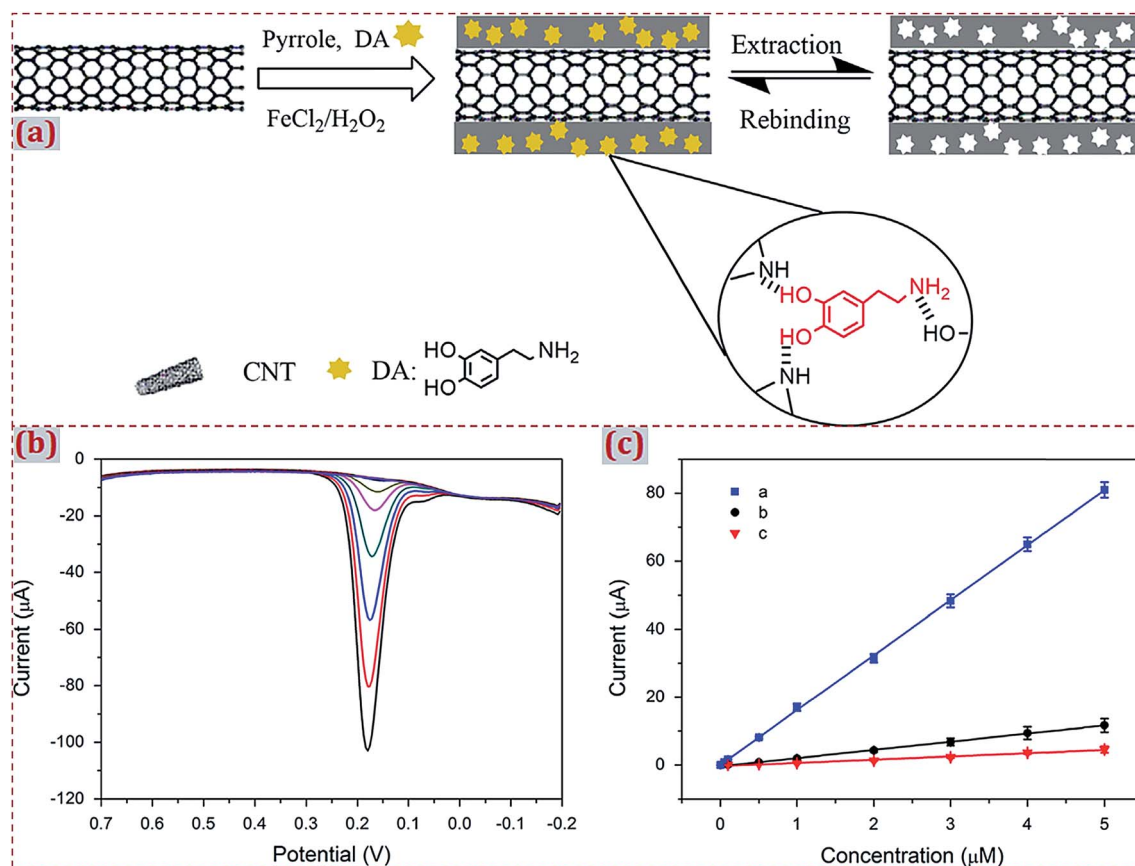 (a)
Pyrrole, DA
FeCl₂/H₂O₂
Extraction
Rebinding
NH
HO
HO
NH₂
HO
NH
CNT
DA:
HO
HO
NH₂
(b)
0
-20
-40
-60
-80
-100
-120
Current (μA)
0.7 0.6 0.5 0.4 0.3 0.2 0.1 0.0 -0.1 -0.2
Potential (V)
(c)
80
60
40
20
0
Current (μA)
a
b
c
0 1 2 3 4 5
Concentration (μM)